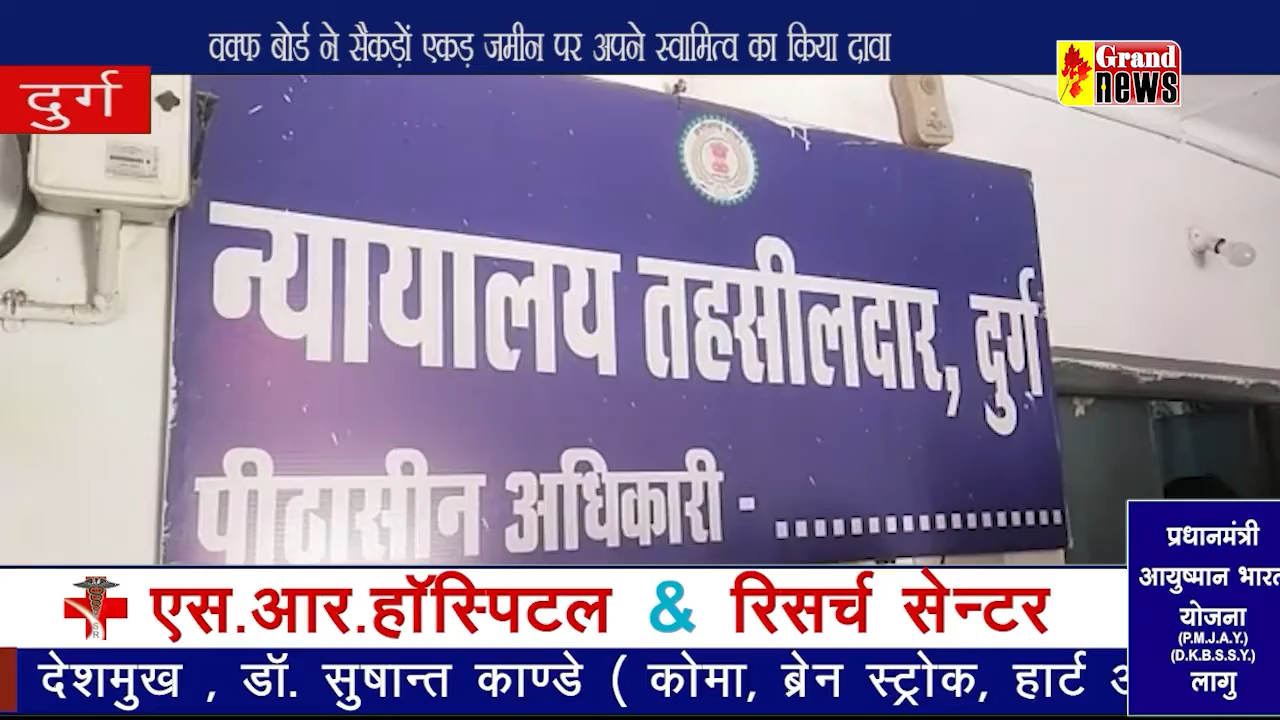 वक्फ बोर्ड ने सैकड़ों एकड़ जमीन पर अपने स्वामित्व का किया दावा
Grand
news
दुर्ग
न्यायालय तहसीलदार, दुर्ग
पीठासीन अधिकारी - ....................
प्रधानमंत्री
आयुष्मान भारत
योजना
(P.M.J.A.Y.)
(D.K.B.S.S.Y.)
लागु
एस.आर.हॉस्पिटल & रिसर्च सेन्टर
देशमुख , डॉ. सुषान्त काण्डे ( कोमा, ब्रेन स्ट्रोक, हार्ट